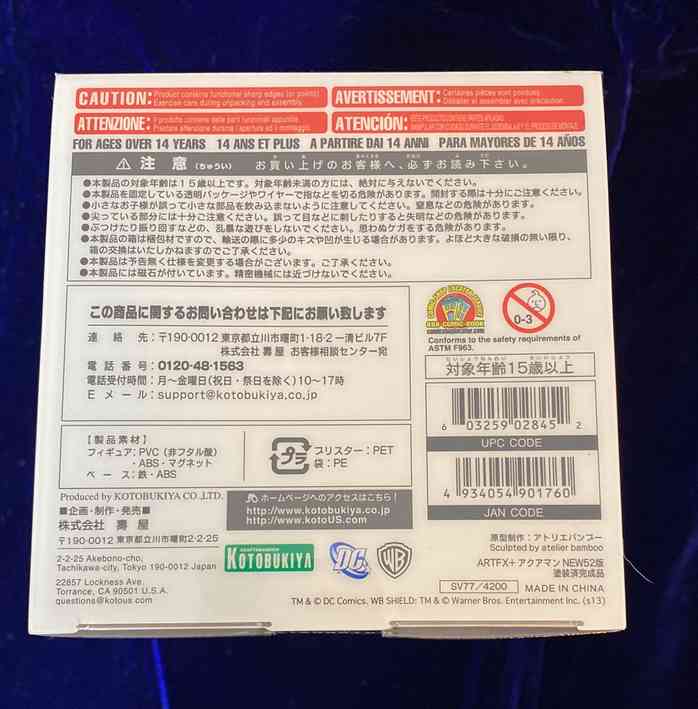 CAUTION: Product contains functional sharp edges (or points). Exercise care during unpacking and assembly.
AVERTISSEMENT: Certaines pièces sont pointues. Déballer et assembler avec précaution.
ATTENZIONE: Il prodotto contiene delle parti funzionali appuntite. Prestare attenzione durante l'apertura ed il montaggio.
ATENCIÓN:
FOR AGES OVER 14 YEARS 14 ANS ET PLUS A PARTIRE DAI 14 ANNI PARA MAYORES DE 14 AÑOS
⚠ 注 意 (ちゅうい) お買い上げのお客様へ、必ずお読み下さい。
●本製品の対象年齢は15歳以上です。対象年齢未満の方には、絶対に与えないでください。
●本製品を固定している透明パッケージやワイヤーで指などを切る危険があります。開封する際は十分にご注意ください。
●小さなお子様が誤って小さな部品を飲み込まないように注意してください。窒息などの危険があります。
●尖っている部分には十分ご注意ください。誤って目などに刺したりすると失明などの危険があります。
●ぶつけたり振り回すなどの、乱暴な遊びをしないでください。思わぬケガをする危険があります。
●本製品の箱は梱包材ですので、輸送の際に多少のキズや凹が生じる場合があります。よほど大きな破損の無い限り、
箱の交換はいたしかねますのでご了承ください。
●本製品は予告無く仕様を変更する場合がございます。ご了承ください。
●本製品には磁石が付いています。精密機械には近づけないでください。
この商品に関するお問い合わせは下記にお願い致します
連 絡 先：〒190-0012 東京都立川市曙町1-18-2 一清ビル7F
株式会社 壽屋 お客様相談センター宛
電 話 番 号：0120-48-1563
電話受付時間：月～金曜日(祝日・祭日を除く)10～17時
E メ ー ル：support@kotobukiya.co.jp
0-3
Conforms to the safety requirements of
ASTM F963.
対象年齢15歳以上
6 03259 02845 2
UPC CODE
4 934054 901760
JAN CODE
【製品素材】
フィギュア：PVC (非フタル酸)
・ABS・マグネット
ベ ー ス：鉄・ABS
プラ
ブリスター：PET
袋：PE
Produced by KOTOBUKIYA CO.,LTD.
■企画・制作・発売■
株式会社 壽 屋
〒190-0012 東京都立川市曙町2-2-25
2-2-25 Akebono-cho,
Tachikawa-city, Tokyo 190-0012 Japan
22857 Lockness Ave.
Torrance, CA 90501 U.S.A.
questions@kotous.com
ホームページへのアクセスはこちら!
http://www.kotobukiya.co.jp
http://www.kotoUS.com
KOTOBUKIYA
DC
WB
原型制作：アトリエバンブー
Sculpted by atelier bamboo
ARTFX+ アクアマン NEW52版
塗装済完成品
SV77/4200 MADE IN CHINA
TM & © DC Comics. WB SHIELD: TM & © Warner Bros. Entertainment Inc. (s13)